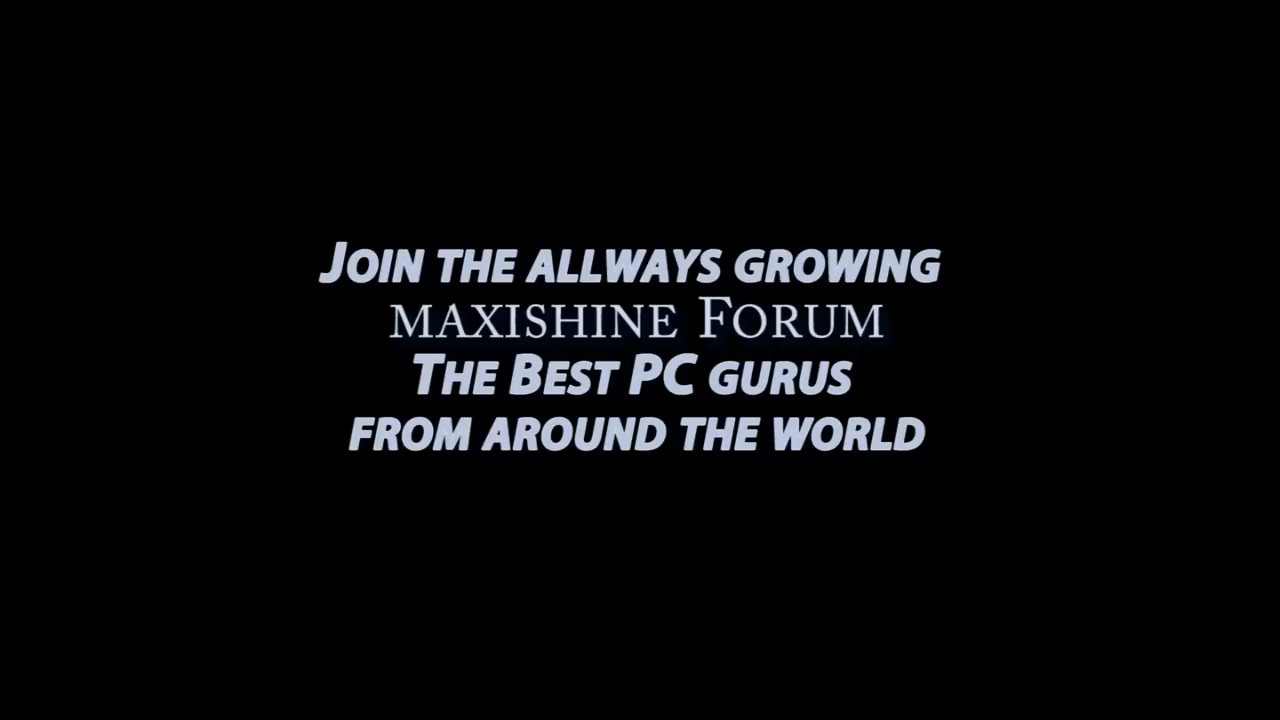 Join the allways growing
maxishine Forum
The Best PC gurus
from around the world